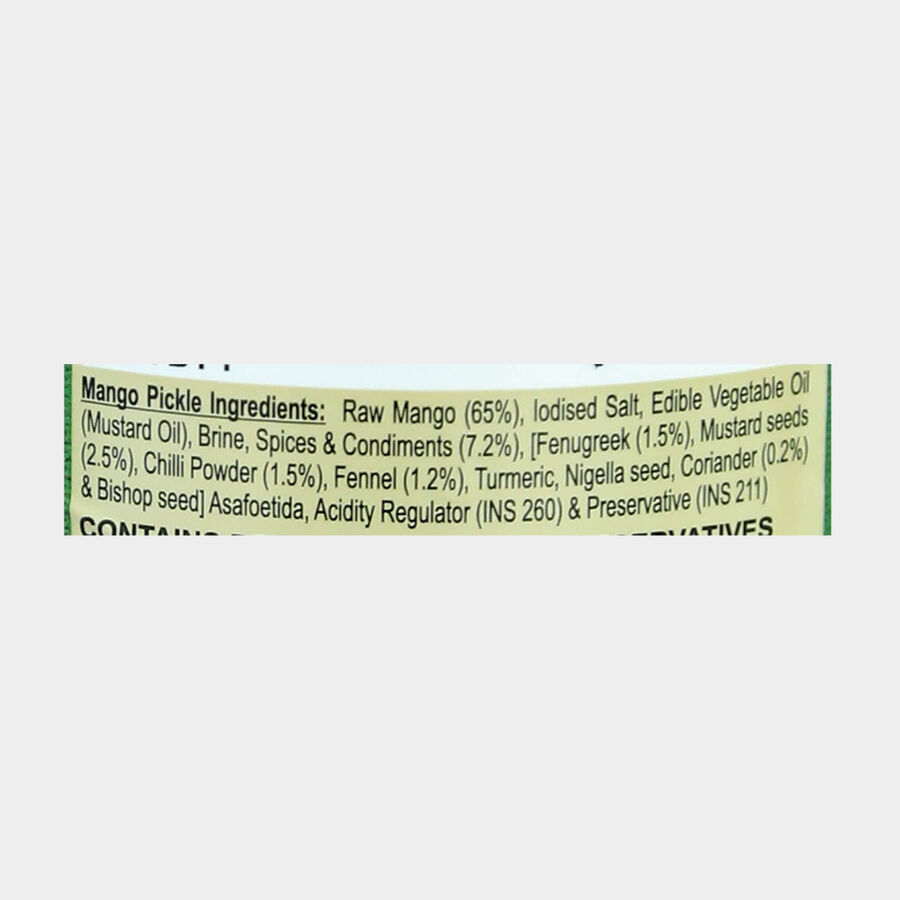 Mango Pickle Ingredients: Raw Mango (65%), Iodised Salt, Edible Vegetable Oil
(Mustard Oil), Brine, Spices & Condiments (7.2%), [Fenugreek (1.5%), Mustard seeds
(2.5%), Chilli Powder (1.5%), Fennel (1.2%), Turmeric, Nigella seed, Coriander (0.2%)
& Bishop seed] Asafoetida, Acidity Regulator (INS 260) & Preservative (INS 211)
CONTAINS